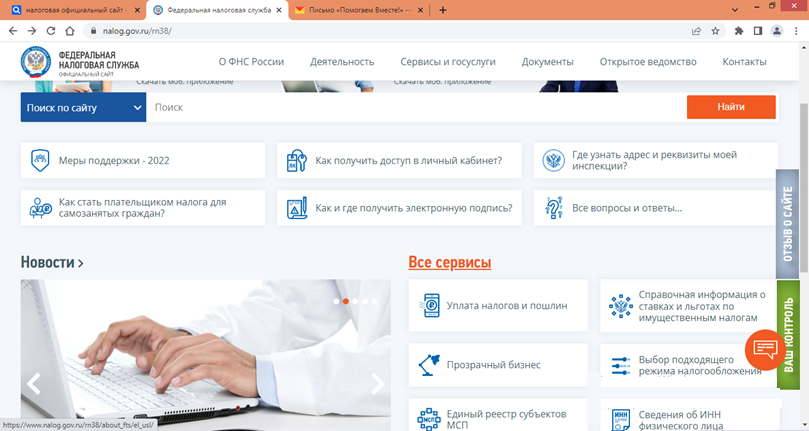 налоговая официальный сайт -
Федеральная налоговая служба
Письмо «Помогаем Вместе!» —
nalog.gov.ru/rn38/
ФЕДЕРАЛЬНАЯ
НАЛОГОВАЯ СЛУЖБА
ОФИЦИАЛЬНЫЙ САЙТ
О ФНС России
Деятельность
Сервисы и госуслуги
Документы
Открытое ведомство
Контакты
Скачать моб. приложение
Скачать моб. приложение
Поиск по сайту
Поиск
Найти
Меры поддержки - 2022
Как получить доступ в личный кабинет?
Где узнать адрес и реквизиты моей
инспекции?
Как стать плательщиком налога для
самозанятых граждан?
Как и где получить электронную подпись?
Все вопросы и ответы...
ОТЗЫВ О САЙТЕ
ВАШ КОНТРОЛЬ
Новости
Все сервисы
Уплата налогов и пошлин
Справочная информация о
ставках и льготах по
имущественным налогам
Прозрачный бизнес
Выбор подходящего
режима налогообложения
МСП
Единый реестр субъектов
МСП
ИНН
Сведения об ИНН
физического лица
https://www.nalog.gov.ru/rn38/about_fts/el_usl/